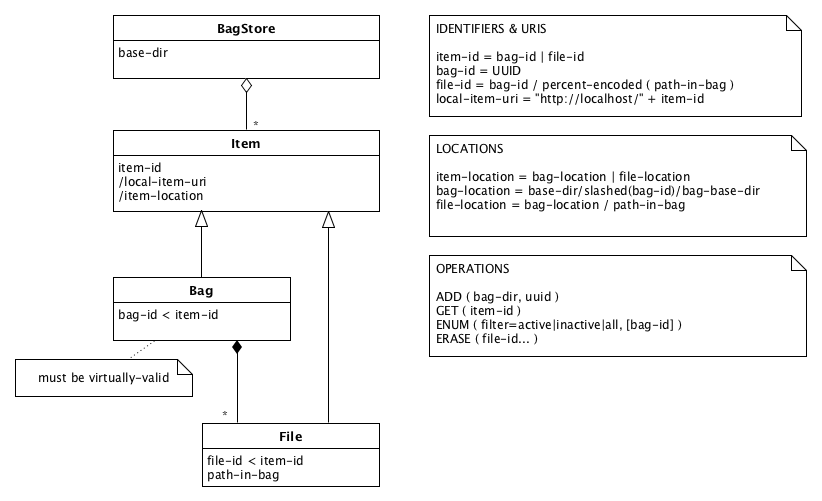 BagStore
base-dir
*
Item
item-id
/local-item-uri
/item-location
Bag
bag-id < item-id
must be virtually-valid
*
File
file-id < item-id
path-in-bag
IDENTIFIERS & URIS
item-id = bag-id | file-id
bag-id = UUID
file-id = bag-id / percent-encoded ( path-in-bag )
local-item-uri = "http://localhost/" + item-id
LOCATIONS
item-location = bag-location | file-location
bag-location = base-dir/slashed(bag-id)/bag-base-dir
file-location = bag-location / path-in-bag
OPERATIONS
ADD ( bag-dir, uuid )
GET ( item-id )
ENUM ( filter=active|inactive|all, [bag-id] )
ERASE ( file-id... )